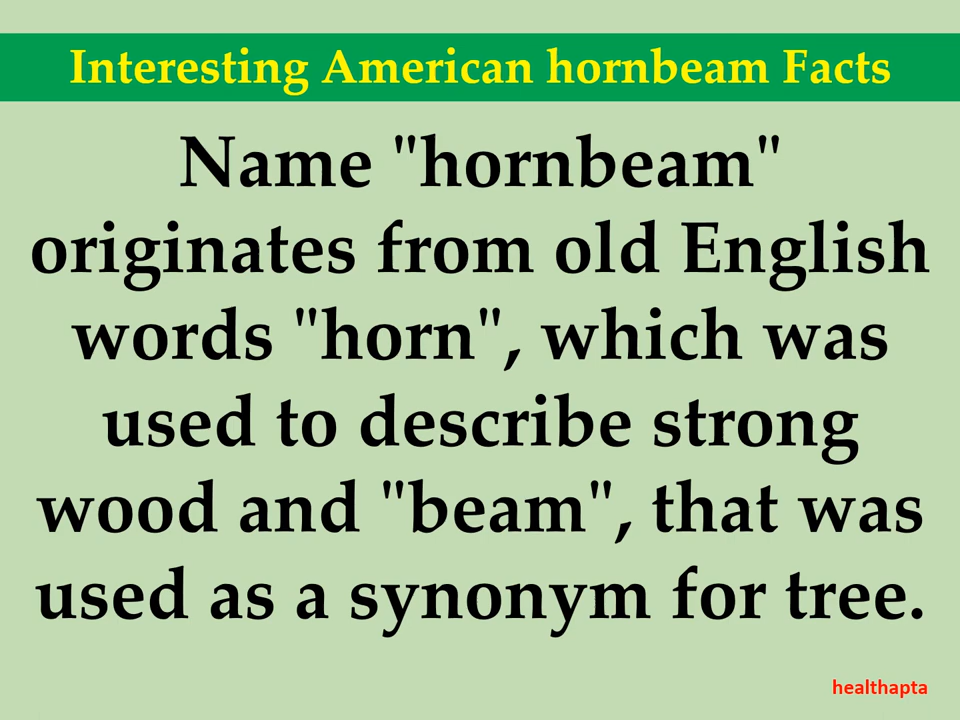 Interesting American hornbeam Facts
Name "hornbeam"
originates from old English
words "horn", which was
used to describe strong
wood and "beam", that was
used as a synonym for tree.
healthapta